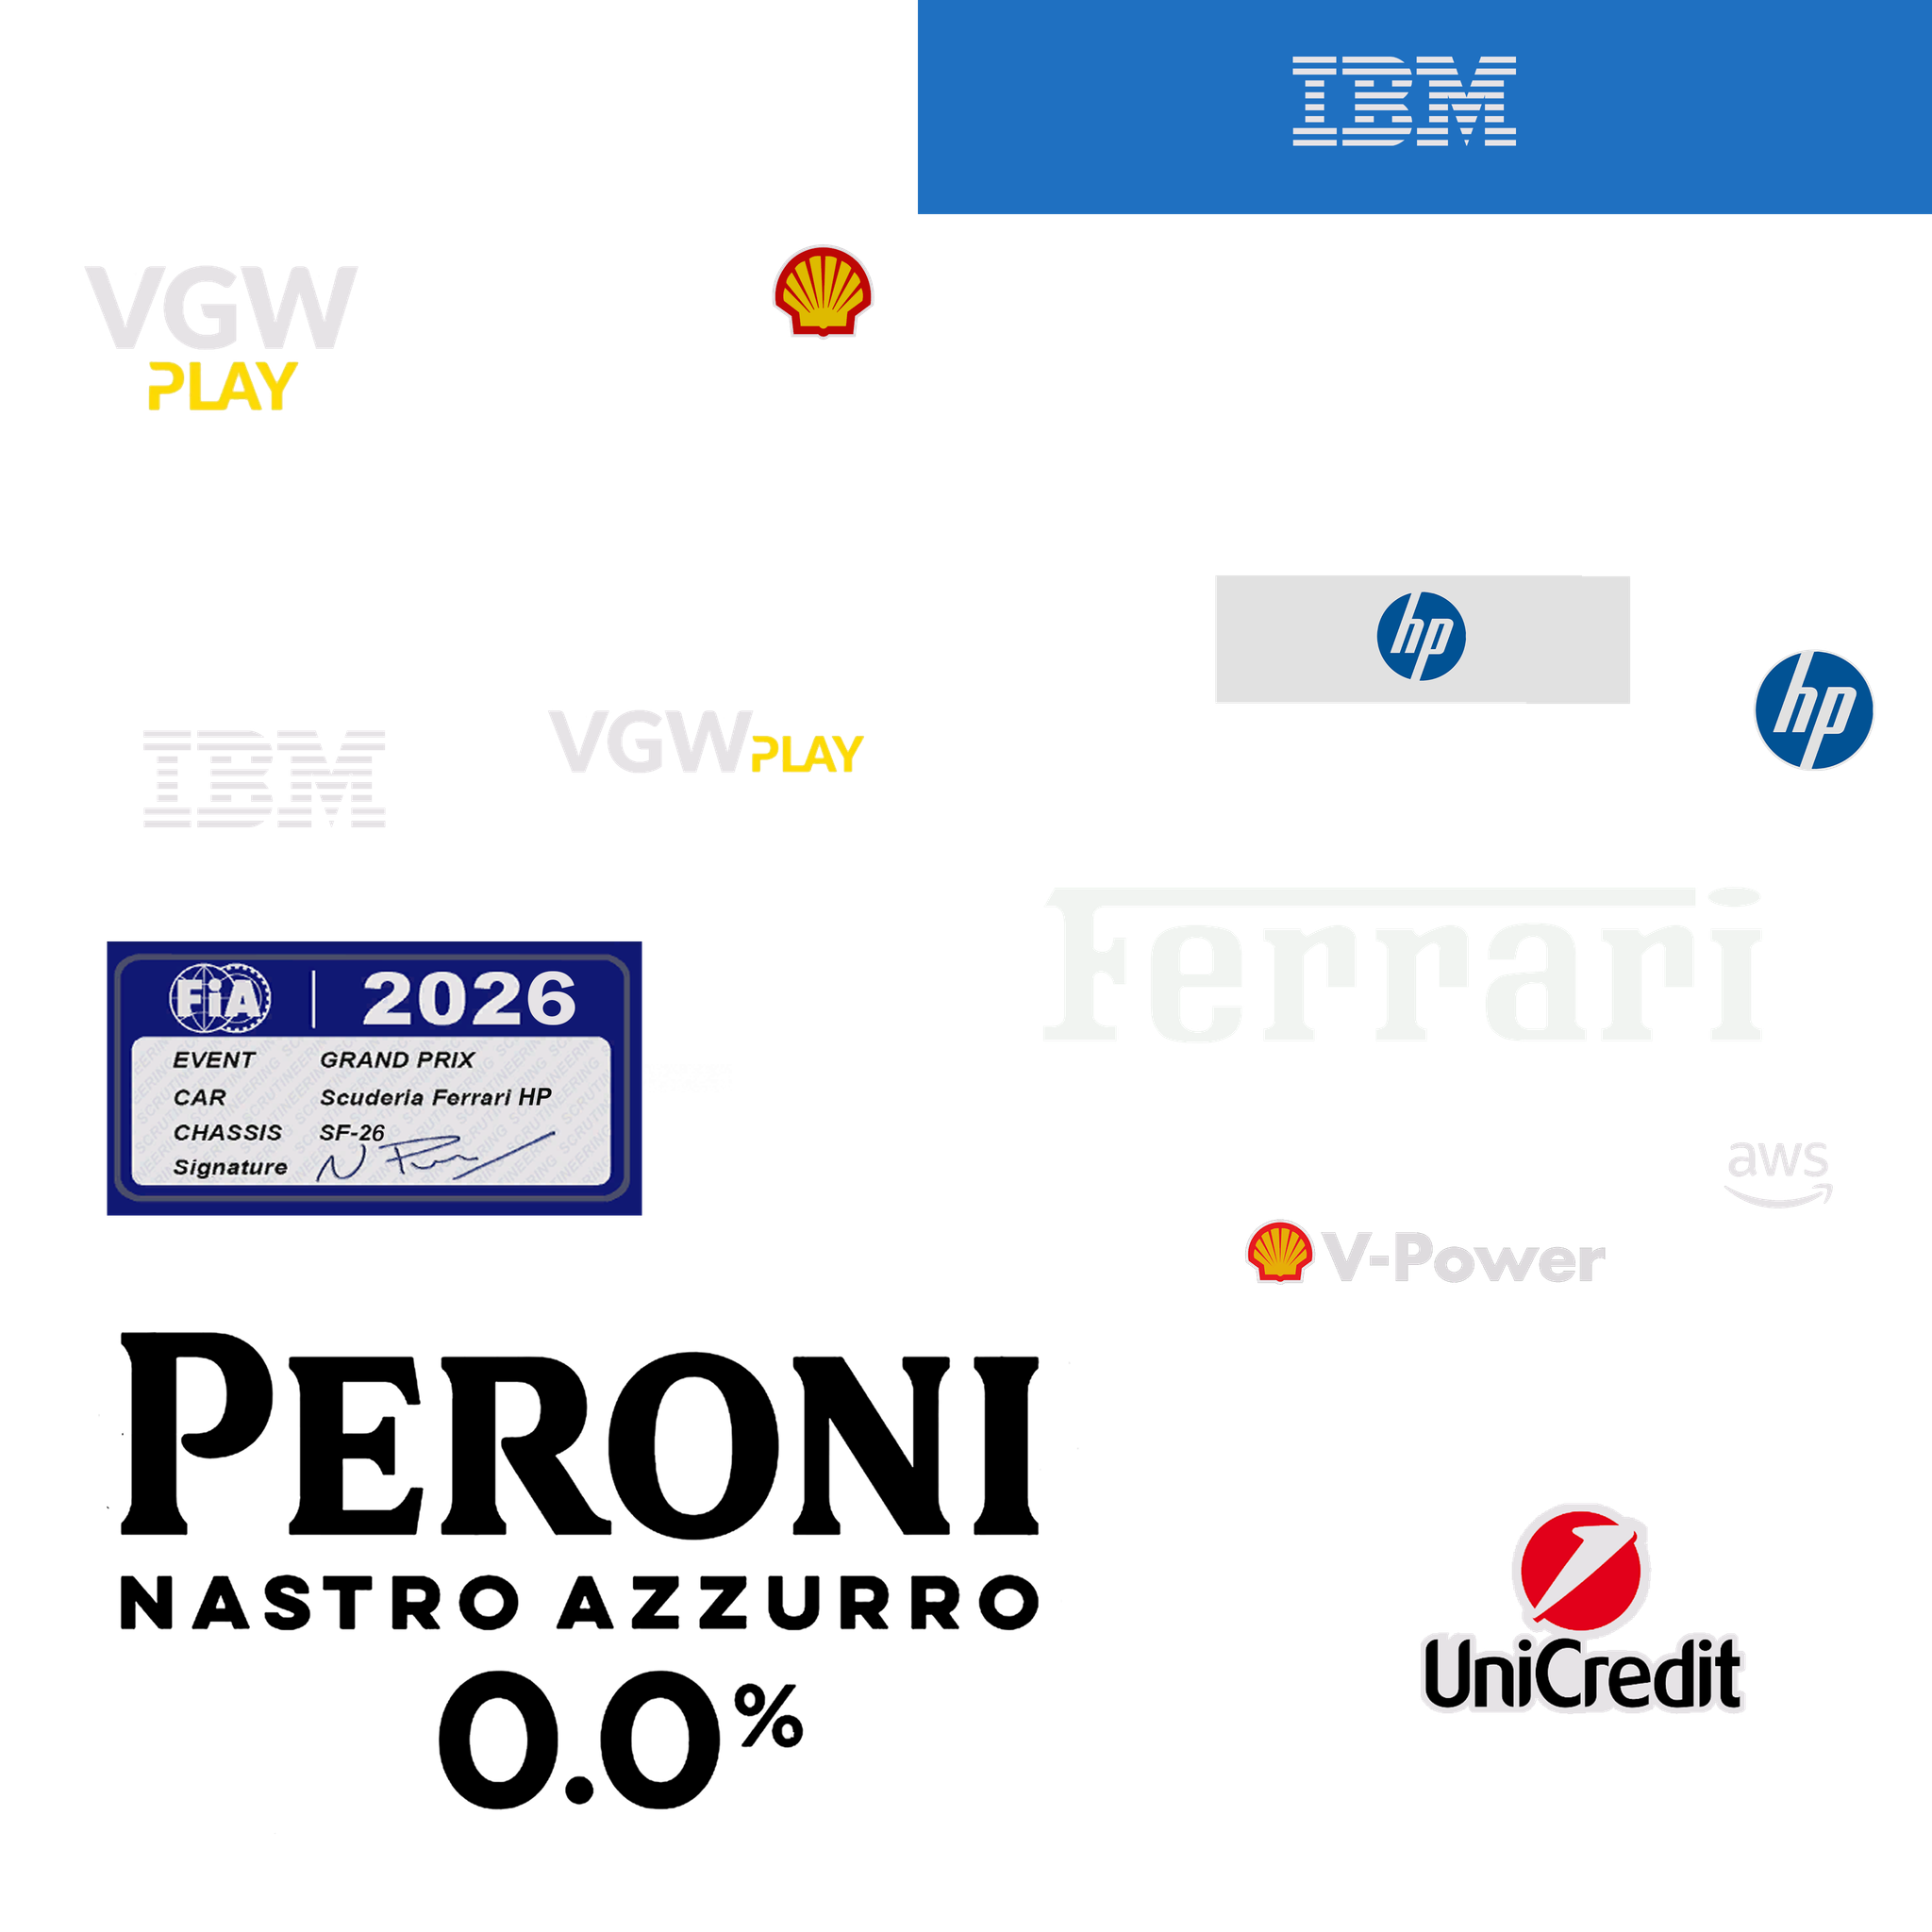 IBM
VGW
PLAY
hp
hp
IBM
VGW PLAY
Ferrari
FiA | 2026
EVENT GRAND PRIX
CAR Scuderia Ferrari HP
CHASSIS SF-26
Signature
aws
V-Power
PERONI
NASTRO AZZURRO
0.0%
UniCredit